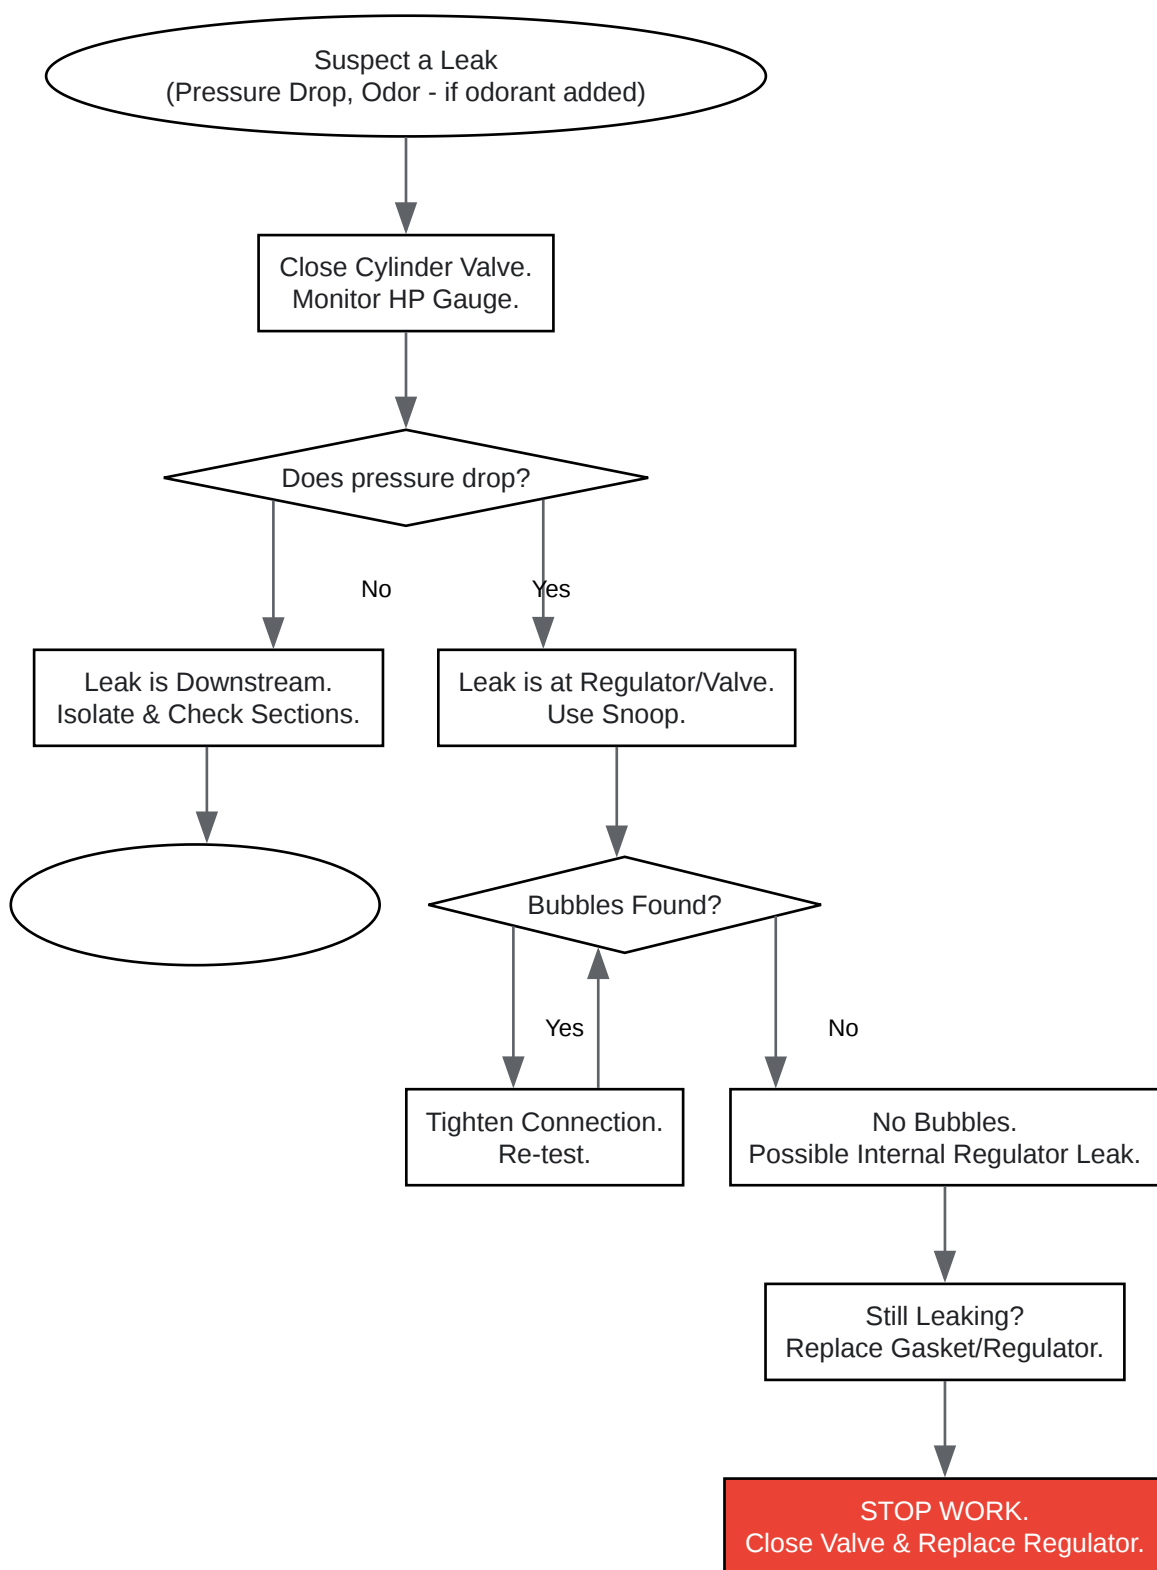 Suspect a Leak
(Pressure Drop, Odor - if odorant added)
Close Cylinder Valve.
Monitor HP Gauge.
Does pressure drop?
No
Yes
Leak is Downstream.
Isolate & Check Sections.
Leak is at Regulator/Valve.
Use Snoop.
Bubbles Found?
Yes
No
Tighten Connection.
Re-test.
No Bubbles.
Possible Internal Regulator Leak.
Still Leaking?
Replace Gasket/Regulator.
STOP WORK.
Close Valve & Replace Regulator.